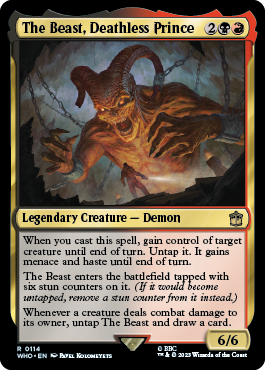 The Beast, Deathless Prince 2
Legendary Creature — Demon
When you cast this spell, gain control of target
creature until end of turn. Untap it. It gains
menace and haste until end of turn.
The Beast enters the battlefield tapped with
six stun counters on it. (If it would become
untapped, remove a stun counter from it instead.)
Whenever a creature deals combat damage to
its owner, untap The Beast and draw a card.
6/6
R 0114
WHO • EN PAVEL KOLOMEYETS
© BBC
™ & © 2023 Wizards of the Coast